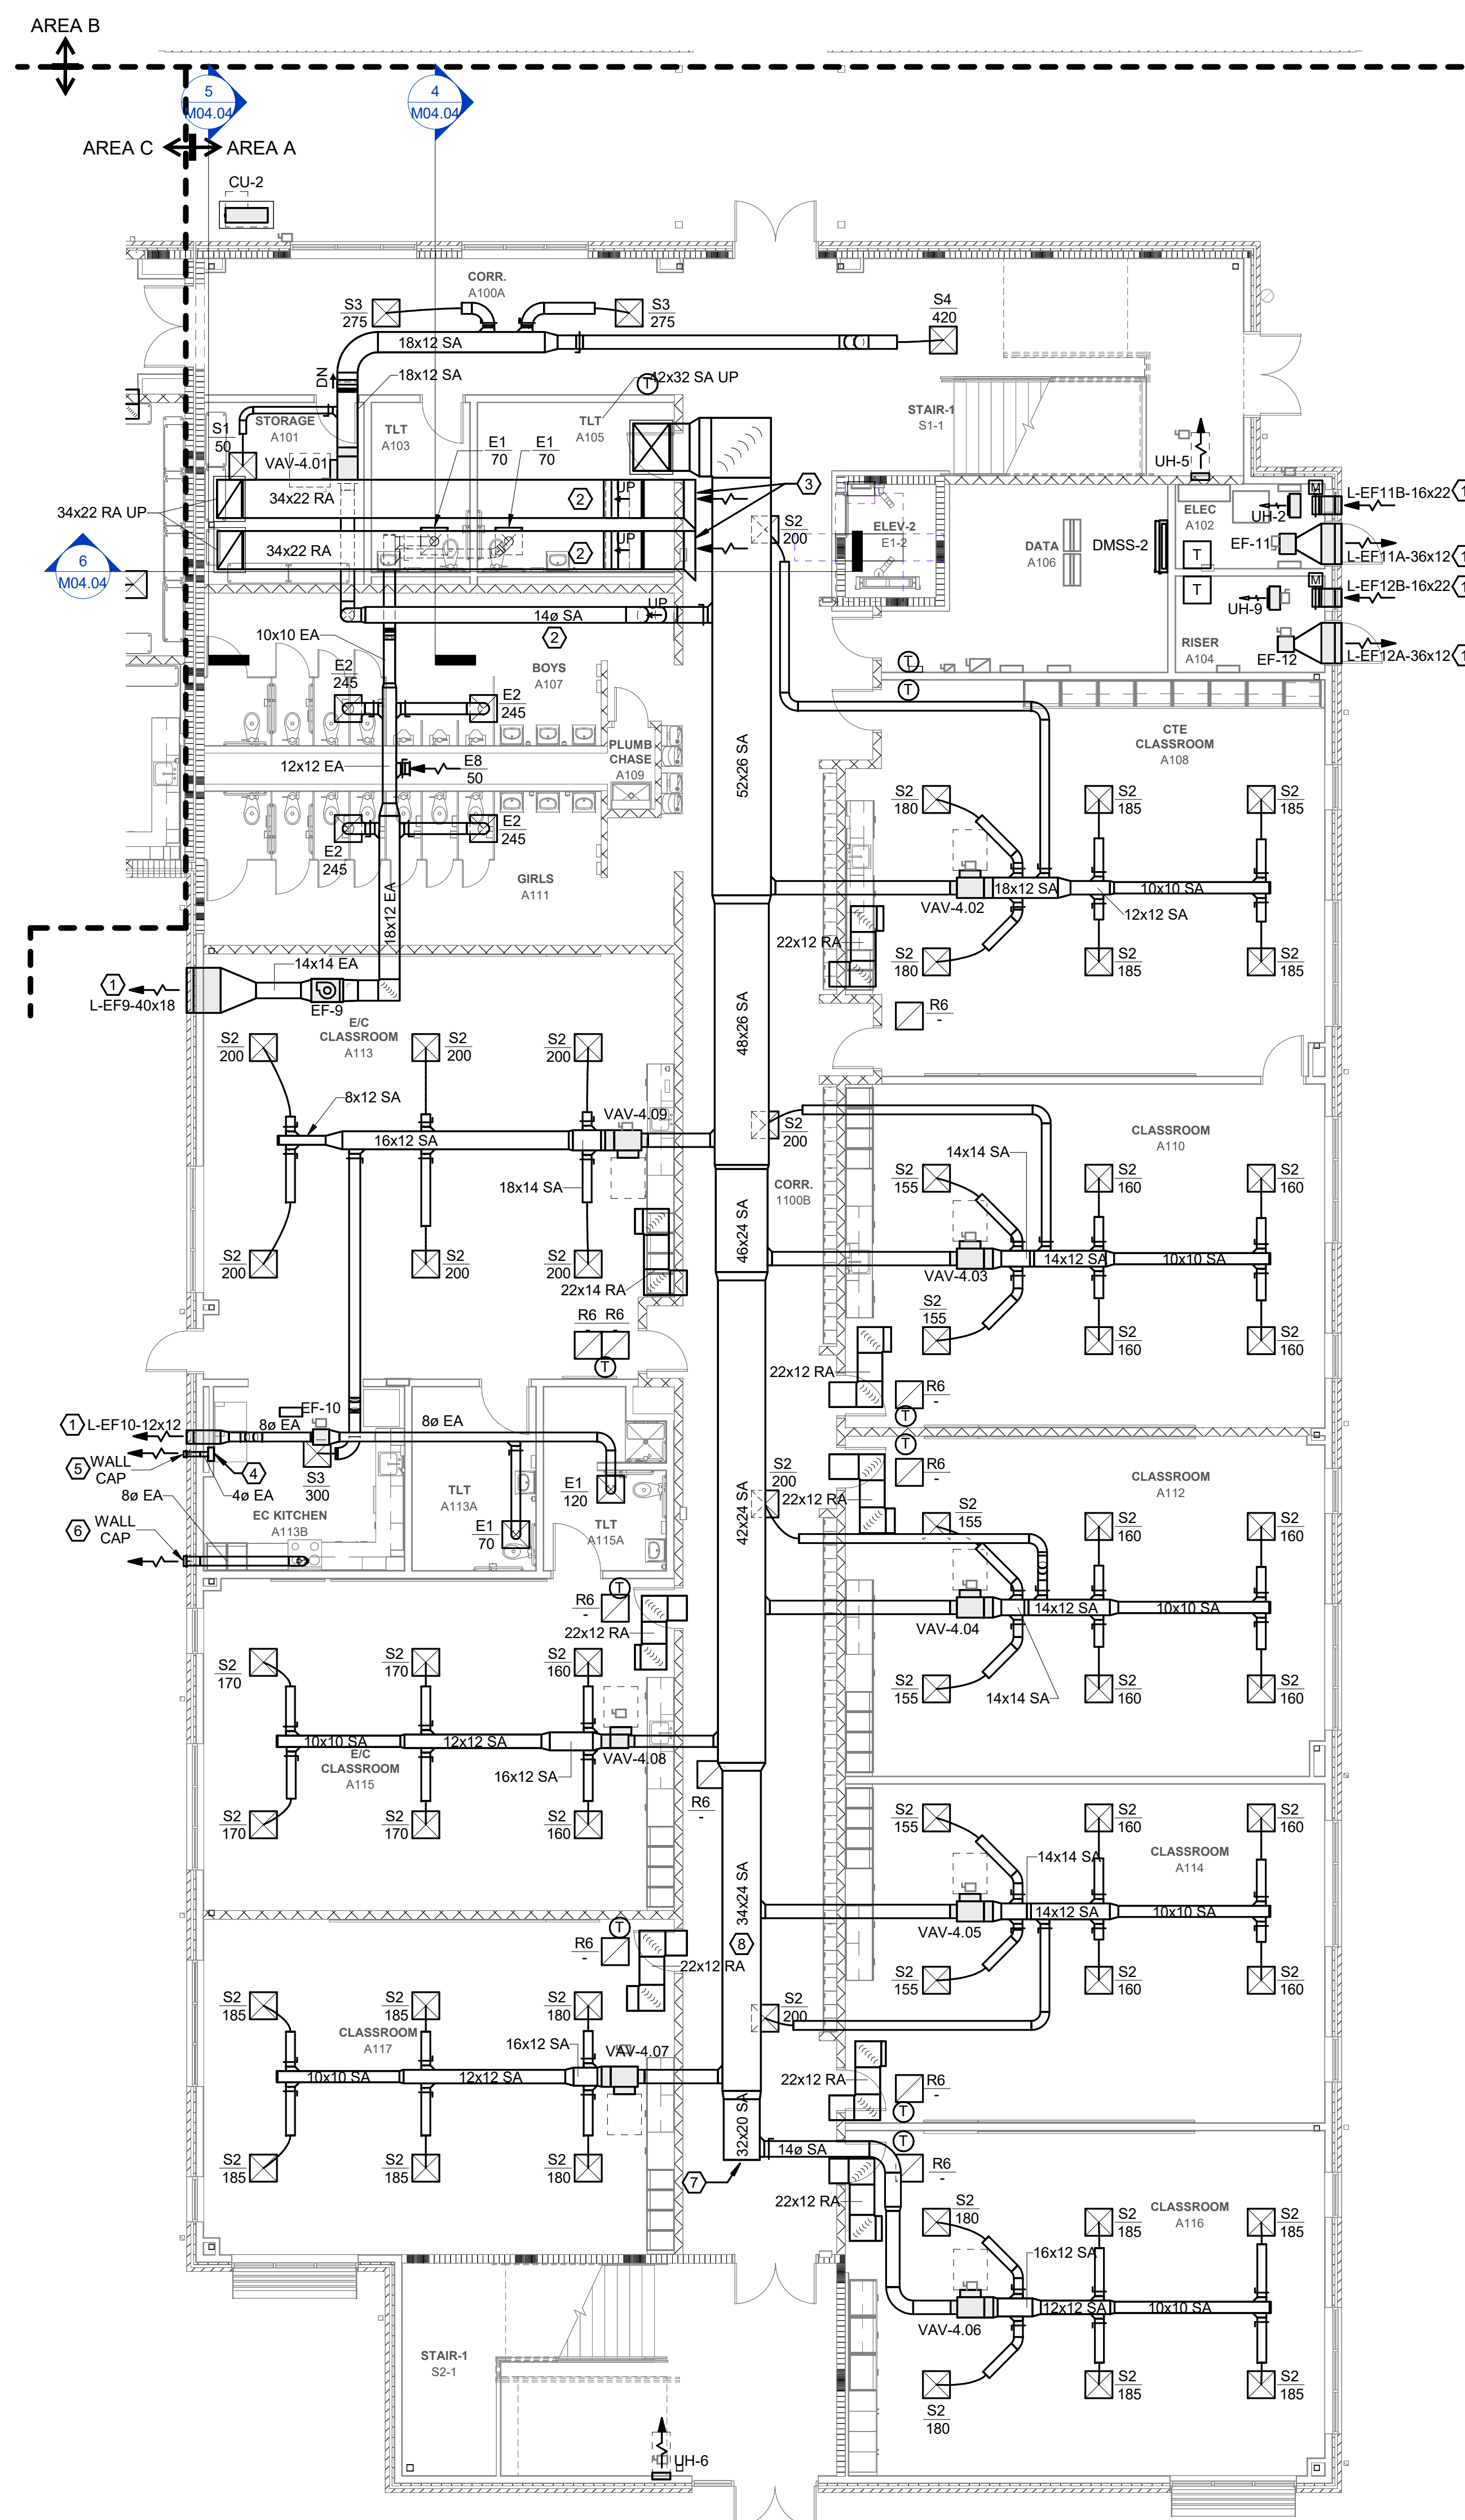 AREA B
5
M04.04
4
M04.04
AREA C
AREA A
CU-2
CORR.
A100A
S3
275
S3
275
S4
420
18x12 SA
DN
18x12 SA
42x32 SA UP
T
STORAGE
A101
TLT
A103
TLT
A105
STAIR-1
S1-1
S1
50
VAV-4.01
E1
70
E1
70
UH-5
34x22 RA
2
UP
3
34x22 RA UP
34x22 RA
2
UP
S2
200
ELEV-2
E1-2
DATA
A106
DMSS-2
ELEC
A102
UH-2
M
L-EF11B-16x22
EF-11
T
L-EF11A-36x12
6
M04.04
T
UH-9
M
L-EF12B-16x22
RISER
A104
EF-12
L-EF12A-36x12
14ø SA
UP
2
10x10 EA
BOYS
A107
E2
245
E2
245
T
T
PLUMB
CHASE
A109
12x12 EA
E8
50
52x26 SA
CTE
CLASSROOM
A108
E2
245
E2
245
GIRLS
A111
18x12 EA
S2
180
S2
185
S2
185
VAV-4.02
18x12 SA
10x10 SA
12x12 SA
22x12 RA
S2
180
S2
185
S2
185
1
L-EF9-40x18
14x14 EA
EF-9
R6
-
E/C
CLASSROOM
A113
48x26 SA
S2
200
S2
200
S2
200
8x12 SA
VAV-4.09
16x12 SA
18x14 SA
S2
200
CLASSROOM
A110
14x14 SA
CORR.
1100B
S2
155
S2
160
S2
160
46x24 SA
VAV-4.03
14x12 SA
10x10 SA
S2
200
S2
200
S2
200
22x14 RA
S2
155
S2
160
S2
160
R6
-
R6
-
T
22x12 RA
R6
-
T
1
L-EF10-12x12
8ø EA
EF-10
8ø EA
5
WALL
CAP
4
4ø EA
S3
300
8ø EA
EC KITCHEN
A113B
TLT
A113A
E1
70
E1
120
TLT
A115A
6
WALL
CAP
42x24 SA
T
R6
-
S2
200
22x12 RA
CLASSROOM
A112
S2
155
S2
160
S2
160
VAV-4.04
14x12 SA
10x10 SA
14x14 SA
S2
155
S2
160
S2
160
T
R6
-
22x12 RA
S2
170
S2
170
S2
160
10x10 SA
12x12 SA
VAV-4.08
E/C
CLASSROOM
A115
16x12 SA
S2
170
S2
170
S2
160
R6
-
34x24 SA
8
S2
155
S2
160
S2
160
CLASSROOM
A114
14x14 SA
VAV-4.05
14x12 SA
10x10 SA
S2
155
S2
160
S2
160
S2
200
T
R6
-
22x12 RA
S2
185
S2
185
S2
180
CLASSROOM
A117
16x12 SA
VAV-4.07
10x10 SA
12x12 SA
S2
185
S2
185
S2
180
22x12 RA
R6
-
T
32x20 SA
7
14ø SA
T
R6
-
22x12 RA
S2
180
S2
185
S2
185
CLASSROOM
A116
16x12 SA
VAV-4.06
12x12 SA
10x10 SA
S2
180
S2
185
S2
185
STAIR-1
S2-1
UH-6